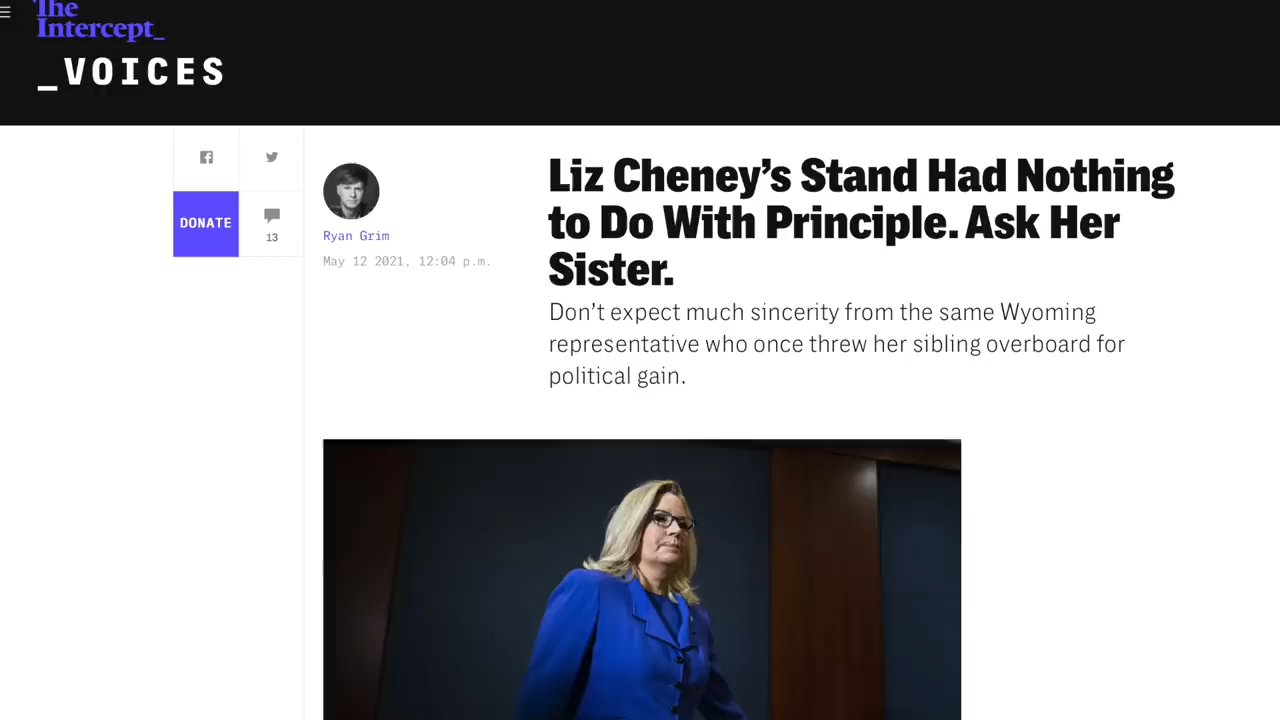 The
Intercept_
_VOICES
DONATE
13
Ryan Grim
May 12 2021, 12:04 p.m.
Liz Cheney’s Stand Had Nothing
to Do With Principle. Ask Her
Sister.
Don’t expect much sincerity from the same Wyoming
representative who once threw her sibling overboard for
political gain.